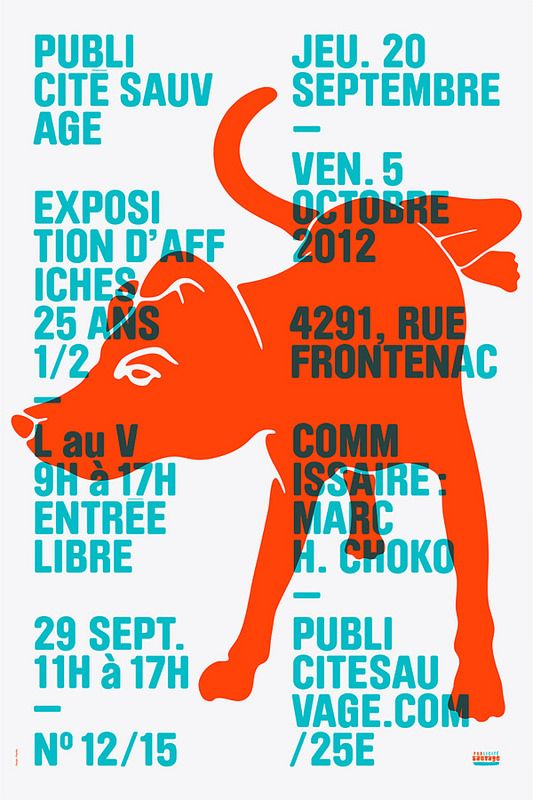 PUBLI
CITÉ SAUV
AGE
EXPOSI
TION D'AFF
ICHES
25 ANS
1/2
—
L au V
9H à 17H
ENTRÉE
LIBRE
29 SEPT.
11H à 17H
—
Nº 12/15
JEU. 20
SEPTEMBRE
—
VEN. 5
OCTOBRE
2012
4291, RUE
FRONTENAC
COMM
ISSAIRE :
MARC
H. CHOKO
—
PUBLI
CITESAU
VAGE.COM
/25E
PUBLICITÉ
sauvage